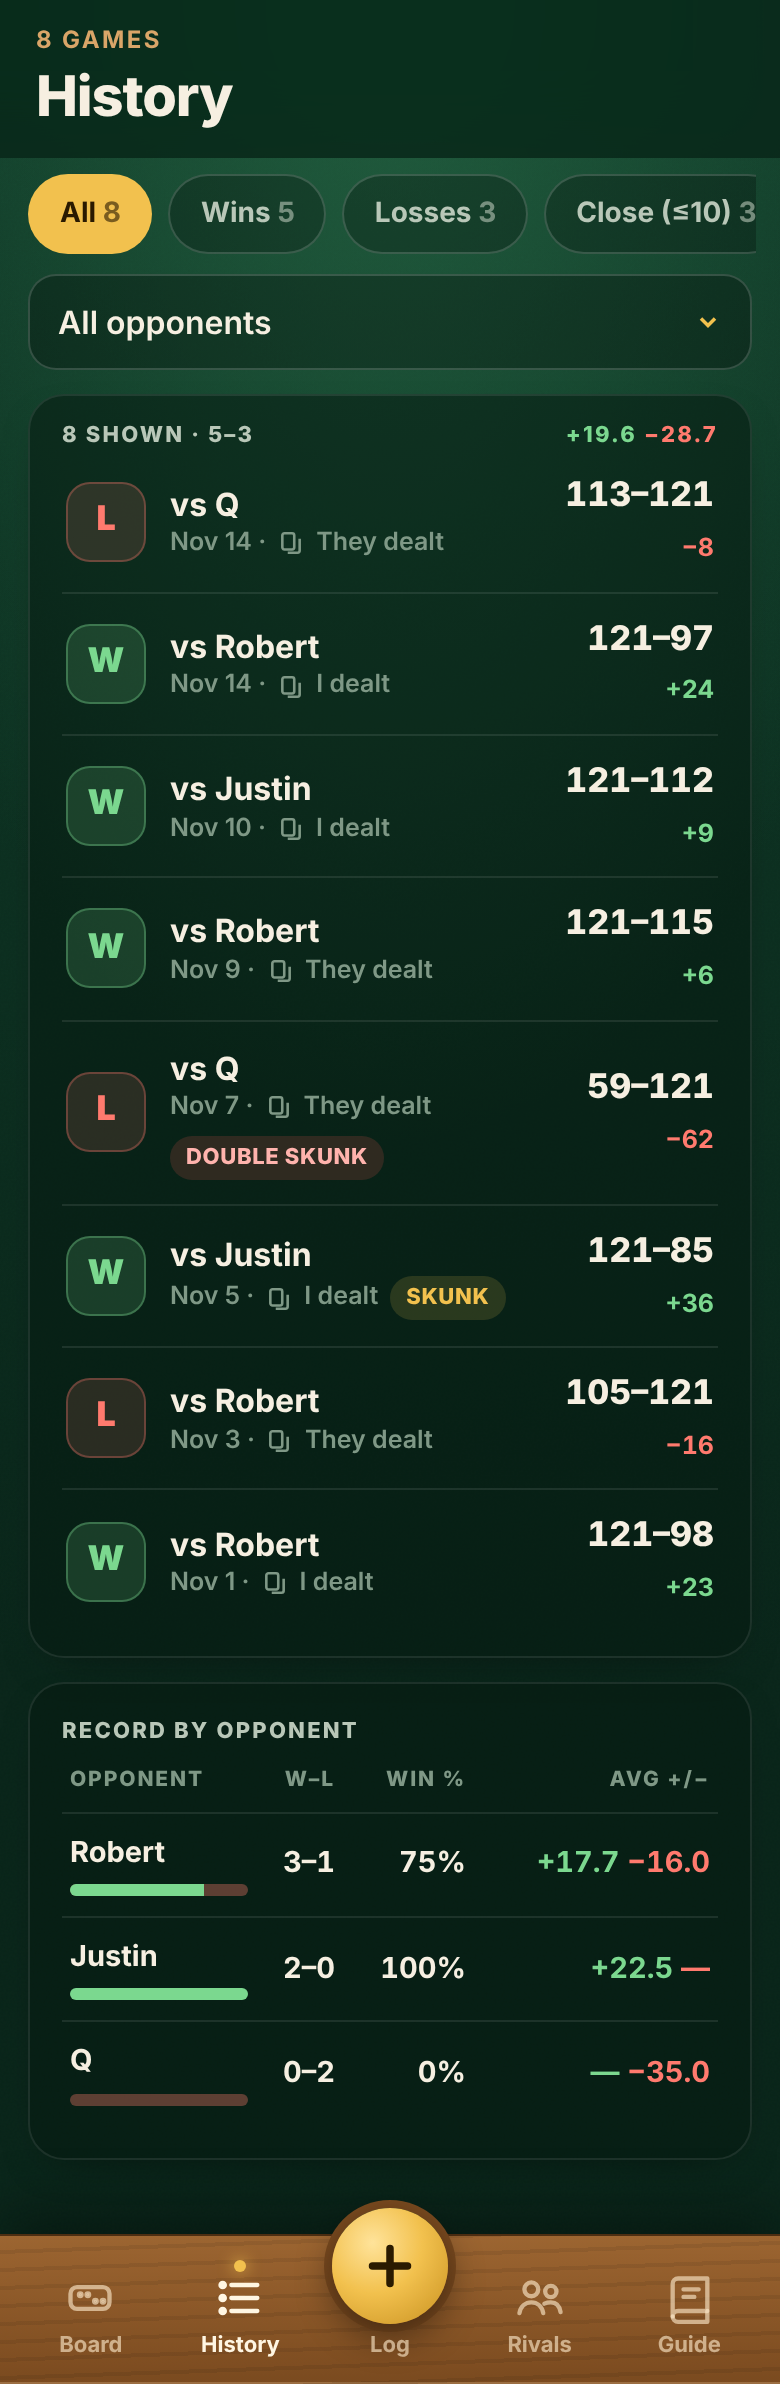 8 GAMES
History
All 8 Wins 5 Losses 3 Close (≤10) 3
All opponents
8 SHOWN · 5–3 +19.6 −28.7
L vs Q 113–121
Nov 14 · They dealt −8
W vs Robert 121–97
Nov 14 · I dealt +24
W vs Justin 121–112
Nov 10 · I dealt +9
W vs Robert 121–115
Nov 9 · They dealt +6
L vs Q 59–121
Nov 7 · They dealt −62
DOUBLE SKUNK
W vs Justin 121–85
Nov 5 · I dealt SKUNK +36
L vs Robert 105–121
Nov 3 · They dealt −16
W vs Robert 121–98
Nov 1 · I dealt +23
RECORD BY OPPONENT
OPPONENT W–L WIN % AVG +/−
Robert 3–1 75% +17.7 −16.0
Justin 2–0 100% +22.5 —
Q 0–2 0% — −35.0
Board History Log Rivals Guide